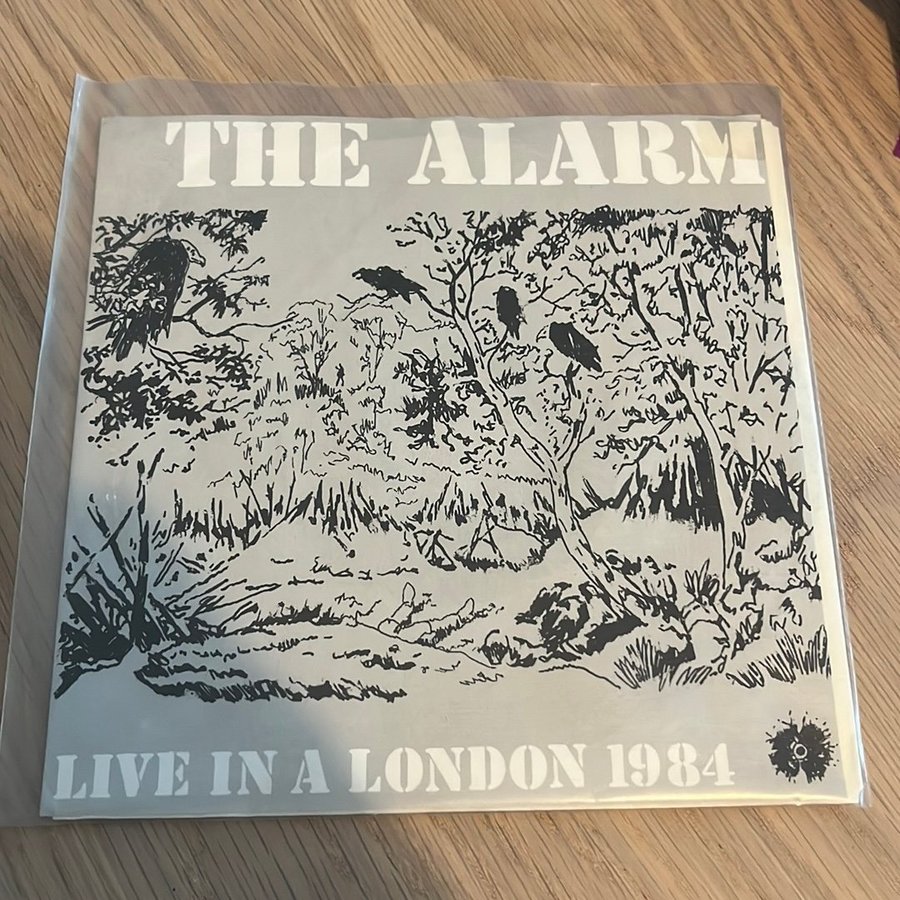 THE ALARM
LIVE IN A LONDON 1984